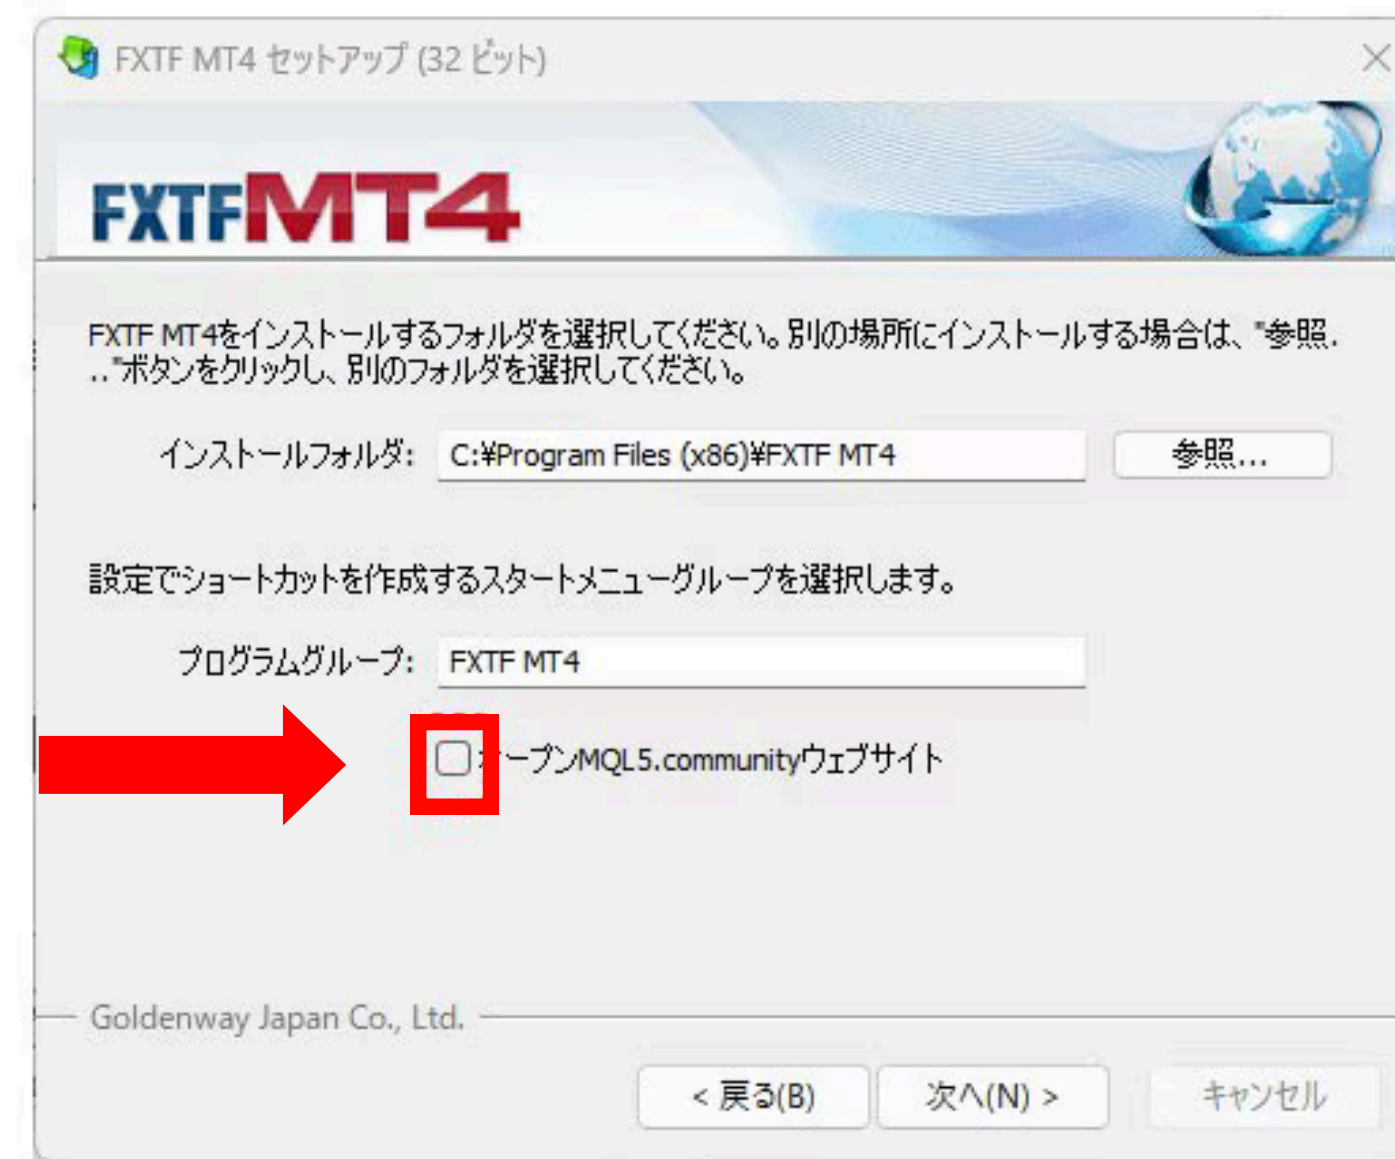 FXTF MT4 セットアップ (32 ビット)
FXTFMT4
FXTF MT4をインストールするフォルダを選択してください。別の場所にインストールする場合は、"参照.
.."ボタンをクリックし、別のフォルダを選択してください。
インストールフォルダ: C:¥Program Files (x86)¥FXTF MT4 参照...
設定でショートカットを作成するスタートメニューグループを選択します。
プログラムグループ: FXTF MT4
オープンMQL5.communityウェブサイト
Goldenway Japan Co., Ltd.
< 戻る(B) 次へ(N) > キャンセル